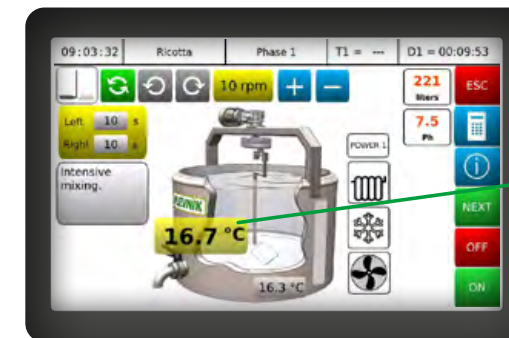 09:03:32 Ricotta Phase 1 T1 = --- D1 = 00:09:53
10 rpm + −
221
liters
ESC
Left 10 s
Right 10 s
7.5
Ph
POWER 1
Intensive
mixing.
NEXT
KEVNIK
16.7 °C
OFF
16.3 °C
ON